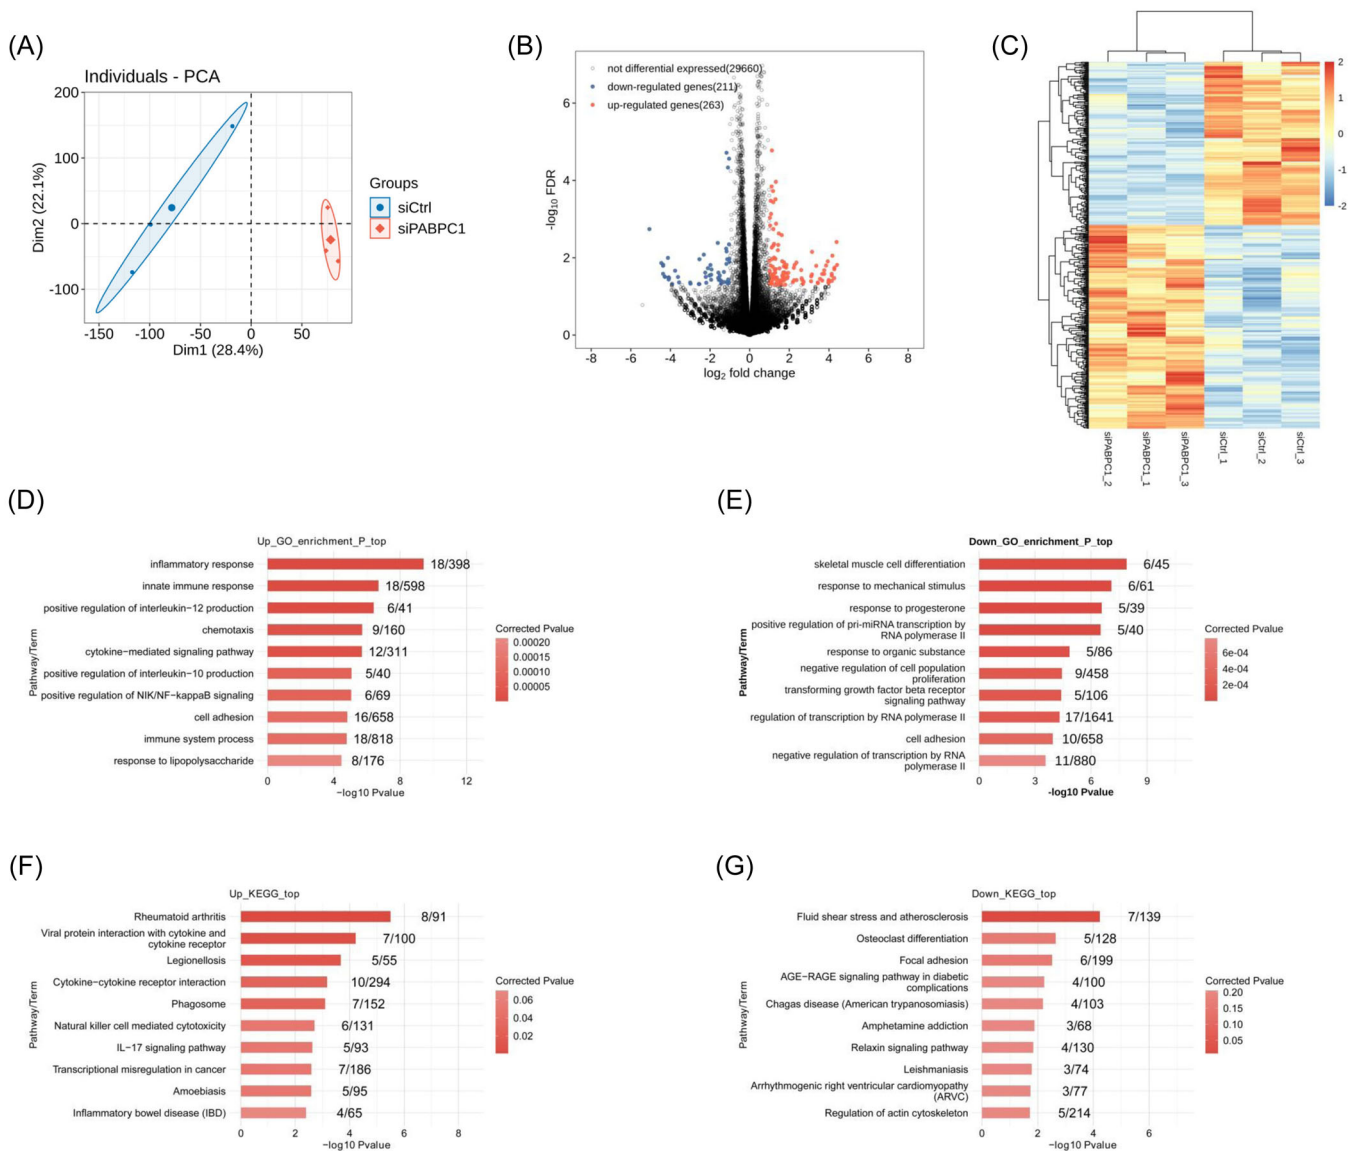 (A)
Individuals - PCA
200
100
0
-100
-150
-100
-50
0
50
Dim1 (28.4%)
Dim2 (22.1%)
Groups
siCtrl
siPABPC1
(B)
not differential expressed(29660)
down-regulated genes(211)
up-regulated genes(263)
6
4
2
0
-8
-6
-4
-2
0
2
4
6
8
log2 fold change
-log10 FDR
(C)
2
1
0
-1
-2
siPABPC1_2
siPABPC1_1
siPABPC1_3
siCtrl_1
siCtrl_2
siCtrl_3
(D)
Up_GO_enrichment_P_top
inflammatory response 18/398
innate immune response 18/598
positive regulation of interleukin−12 production 6/41
chemotaxis 9/160
cytokine−mediated signaling pathway 12/311
positive regulation of interleukin−10 production 5/40
positive regulation of NIK/NF−kappaB signaling 6/69
cell adhesion 16/658
immune system process 18/818
response to lipopolysaccharide 8/176
0 4 8 12
−log10 Pvalue
Pathway/Term
Corrected Pvalue
0.00020
0.00015
0.00010
0.00005
(E)
Down_GO_enrichment_P_top
skeletal muscle cell differentiation 6/45
response to mechanical stimulus 6/61
response to progesterone 5/39
positive regulation of pri−miRNA transcription by
RNA polymerase II 5/40
response to organic substance 5/86
negative regulation of cell population
proliferation 9/458
transforming growth factor beta receptor
signaling pathway 5/106
regulation of transcription by RNA polymerase II 17/1641
cell adhesion 10/658
negative regulation of transcription by RNA
polymerase II 11/880
0 3 6 9
-log10 Pvalue
Pathway/Term
Corrected Pvalue
6e-04
4e-04
2e-04
(F)
Up_KEGG_top
Rheumatoid arthritis 8/91
Viral protein interaction with cytokine and
cytokine receptor 7/100
Legionellosis 5/55
Cytokine−cytokine receptor interaction 10/294
Phagosome 7/152
Natural killer cell mediated cytotoxicity 6/131
IL−17 signaling pathway 5/93
Transcriptional misregulation in cancer 7/186
Amoebiasis 5/95
Inflammatory bowel disease (IBD) 4/65
0 2 4 6 8
−log10 Pvalue
Pathway/Term
Corrected Pvalue
0.06
0.04
0.02
(G)
Down_KEGG_top
Fluid shear stress and atherosclerosis 7/139
Osteoclast differentiation 5/128
Focal adhesion 6/199
AGE−RAGE signaling pathway in diabetic
complications 4/100
Chagas disease (American trypanosomiasis) 4/103
Amphetamine addiction 3/68
Relaxin signaling pathway 4/130
Leishmaniasis 3/74
Arrhythmogenic right ventricular cardiomyopathy
(ARVC) 3/77
Regulation of actin cytoskeleton 5/214
0 2 4 6
−log10 Pvalue
Pathway/Term
Corrected Pvalue
0.20
0.15
0.10
0.05